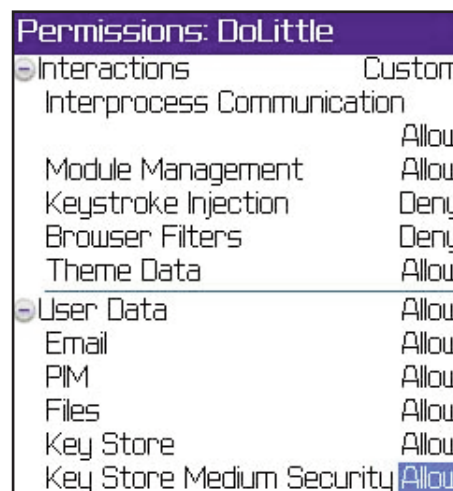 Permissions: DoLittle
Interactions Custom
Interprocess Communication
Allow
Module Management Allow
Keystroke Injection Deny
Browser Filters Deny
Theme Data Allow
User Data Allow
Email Allow
PIM Allow
Files Allow
Key Store Allow
Key Store Medium Security Allow